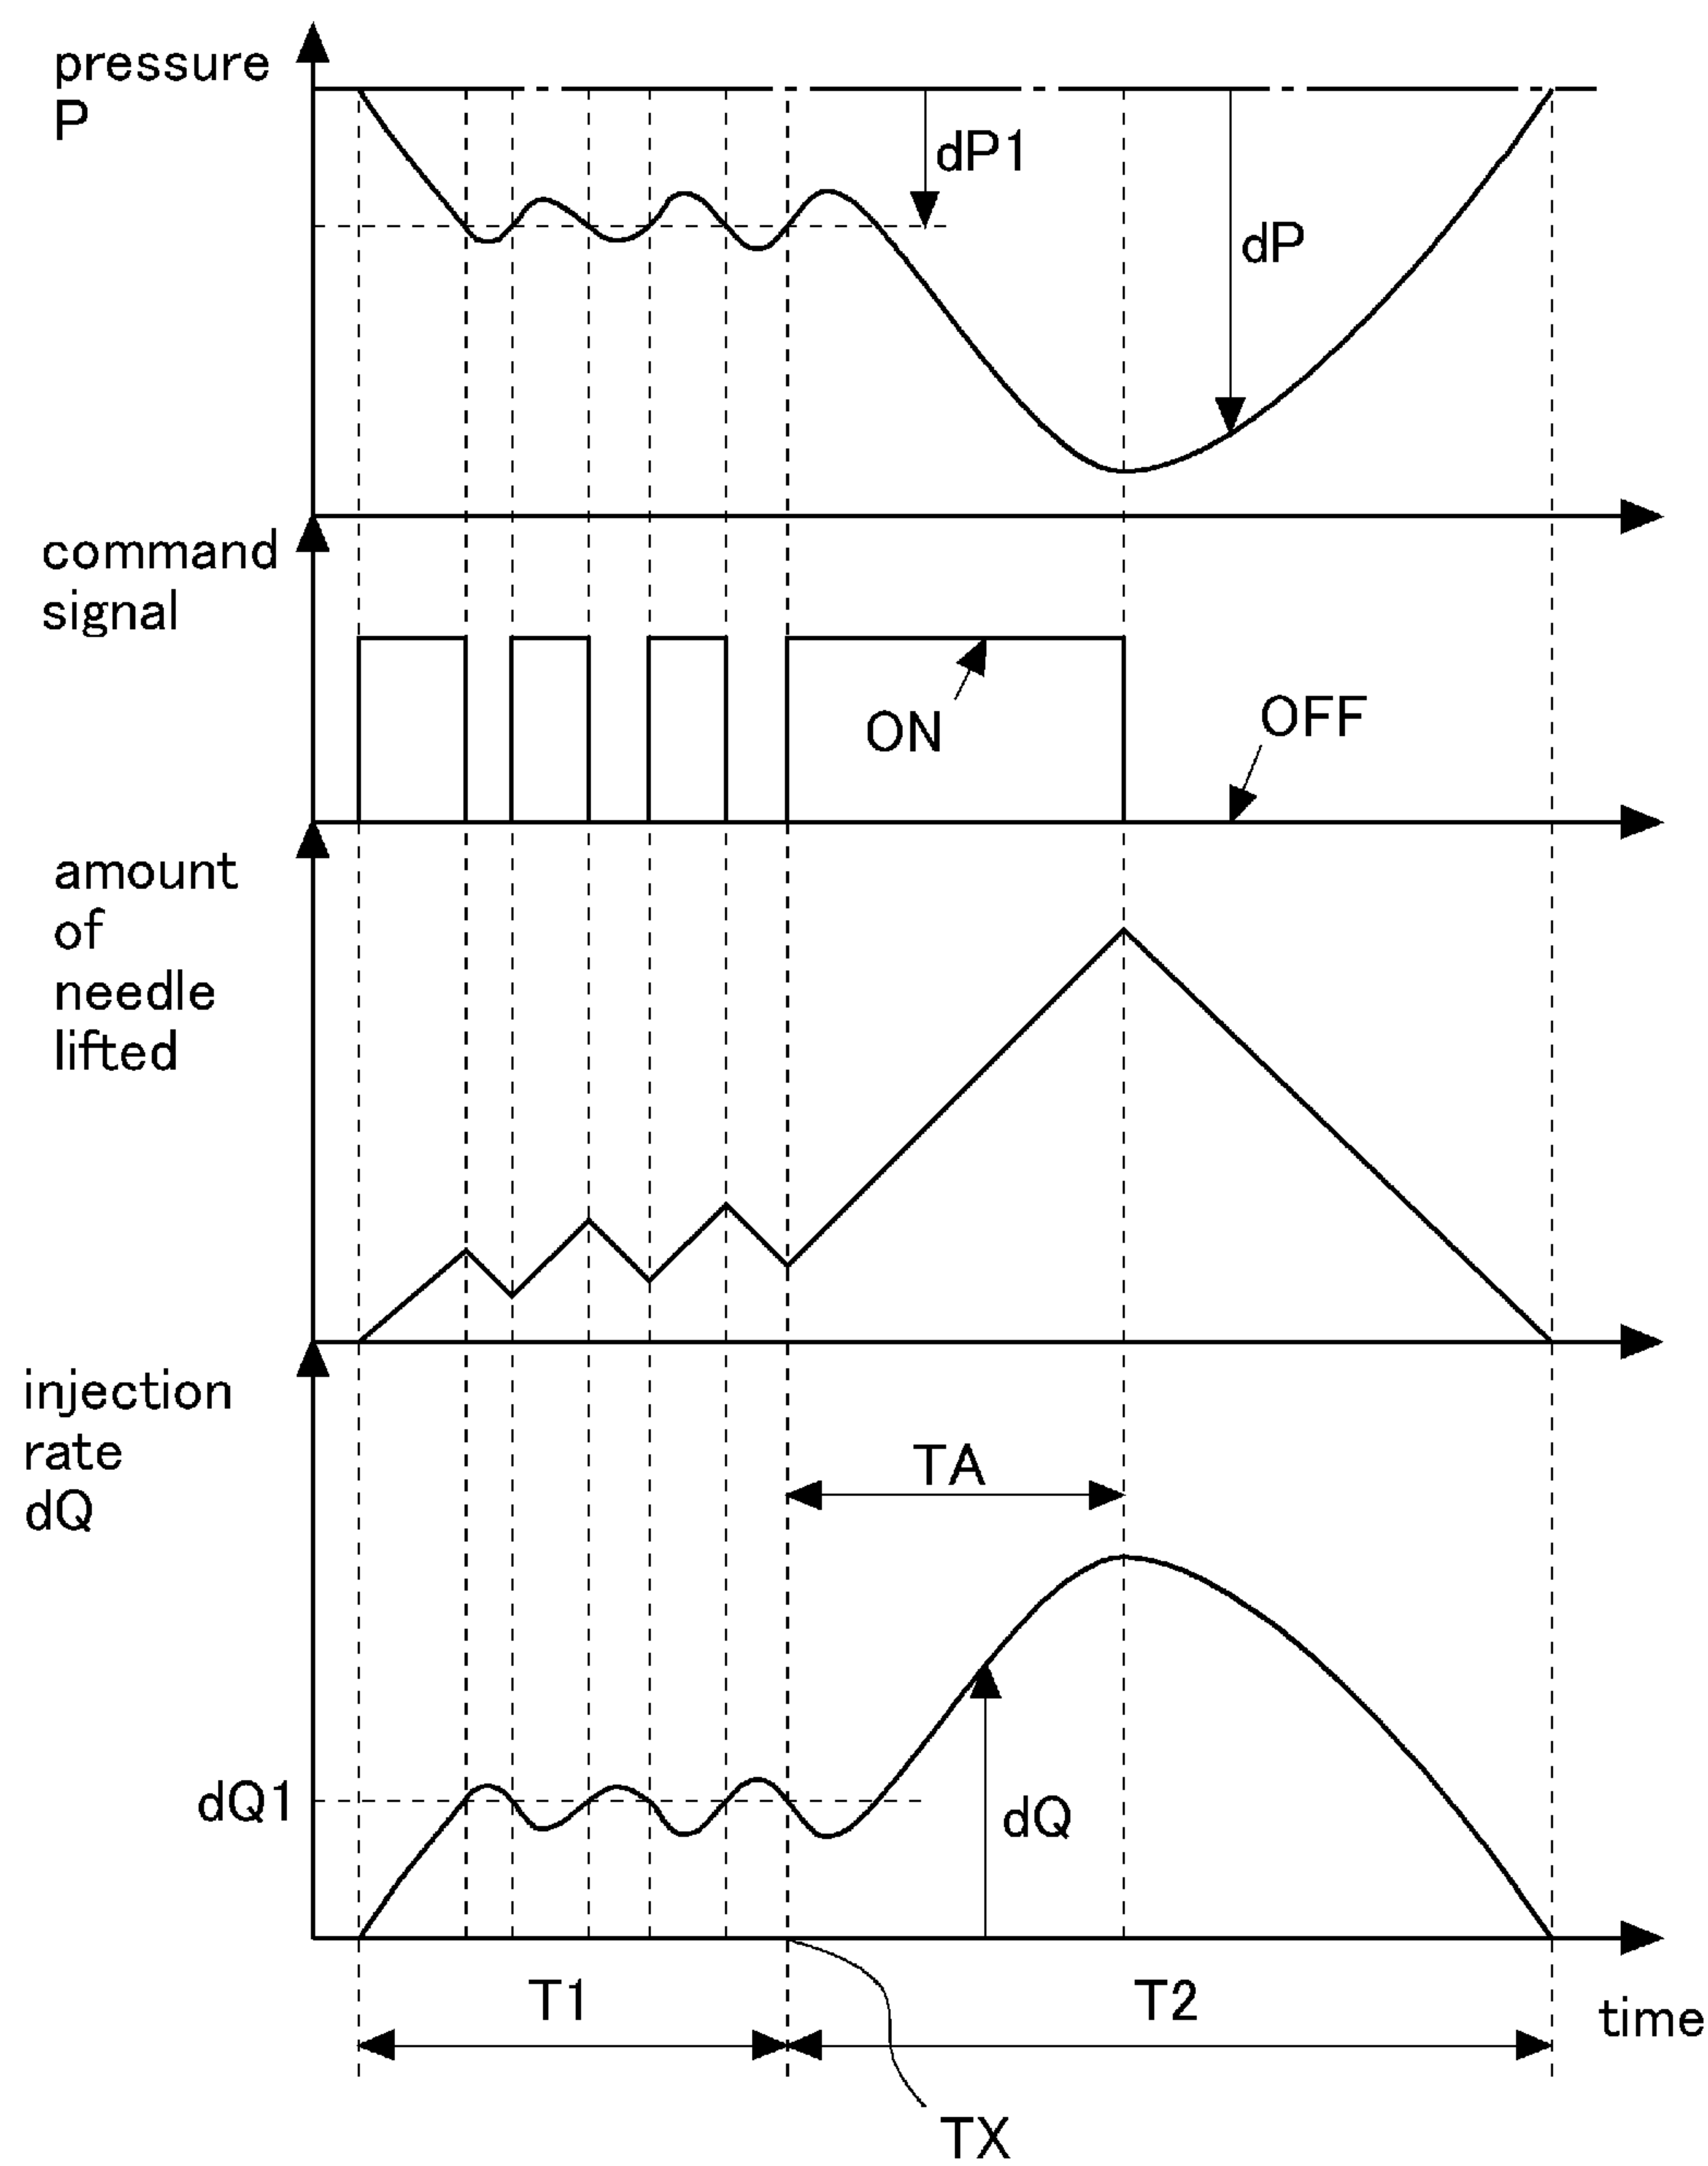 pressure
P
dP1
dP
command
signal
ON
OFF
amount
of
needle
lifted
injection
rate
dQ
TA
dQ1
dQ
T1
T2
time
TX